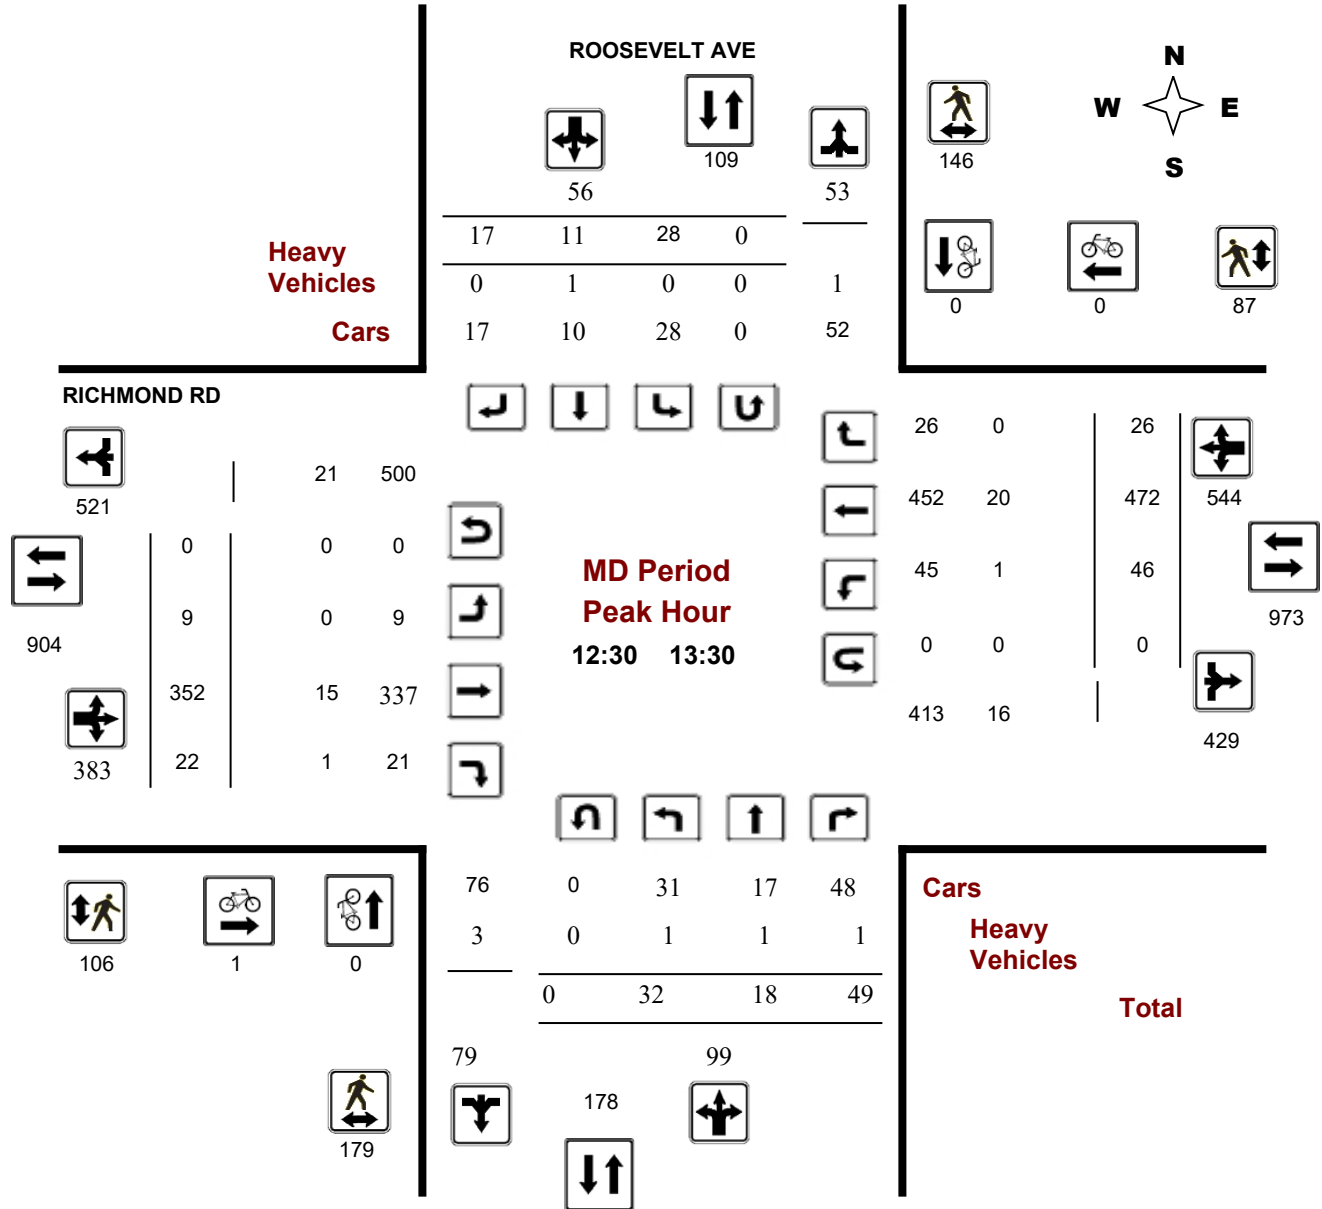 ROOSEVELT AVE
N
W E
S
109
146
56 53
17 11 28 0
Heavy
Vehicles
0 1 0 0 1
0 0 87
Cars
17 10 28 0 52
RICHMOND RD
26 0 26
21 500
521
452 20 472 544
0 0 0
MD Period
45 1 46
Peak Hour
9 0 9
973
904
12:30 13:30
0 0 0
352 15 337
413 16
429
383 22 1 21
76 0 31 17 48
Cars
3 0 1 1 1
Heavy
Vehicles
106 1 0
0 32 18 49
Total
79 99
178
179